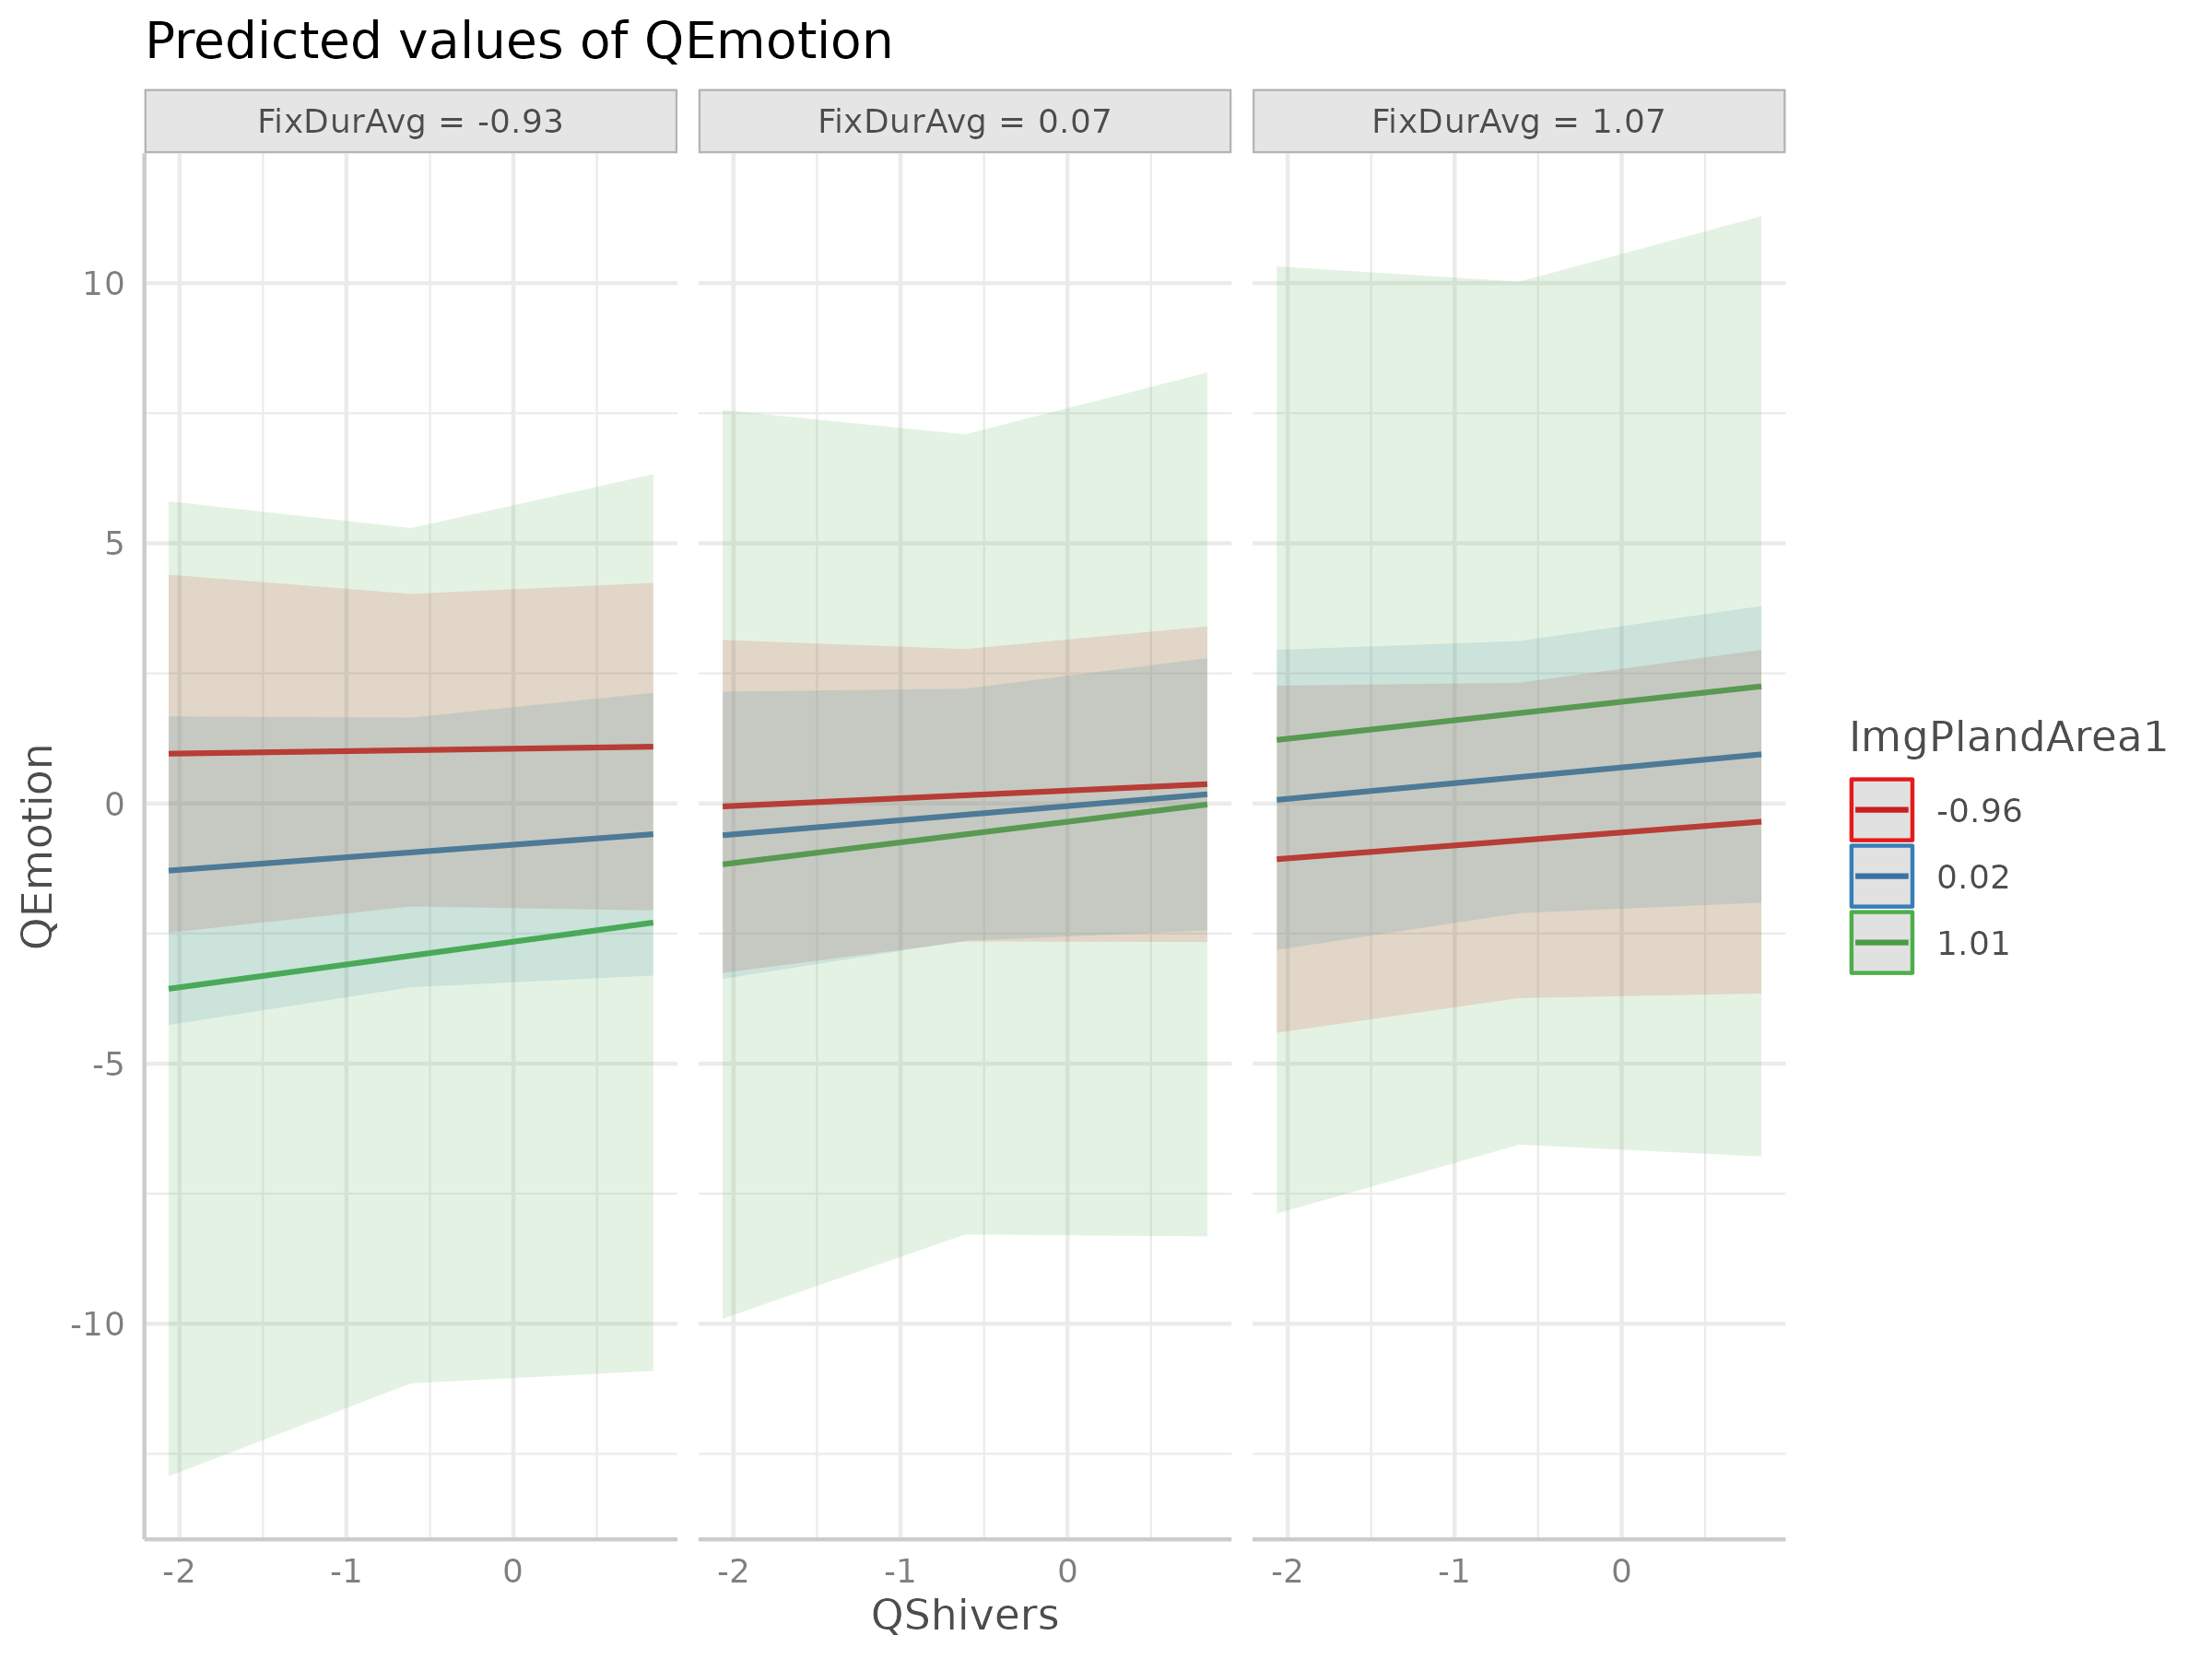 Predicted values of QEmotion
FixDurAvg = -0.93
FixDurAvg = 0.07
FixDurAvg = 1.07
10
5
0
-5
-10
QEmotion
-2 -1 0
-2 -1 0
-2 -1 0
QShivers
ImgPlandArea1
-0.96
0.02
1.01